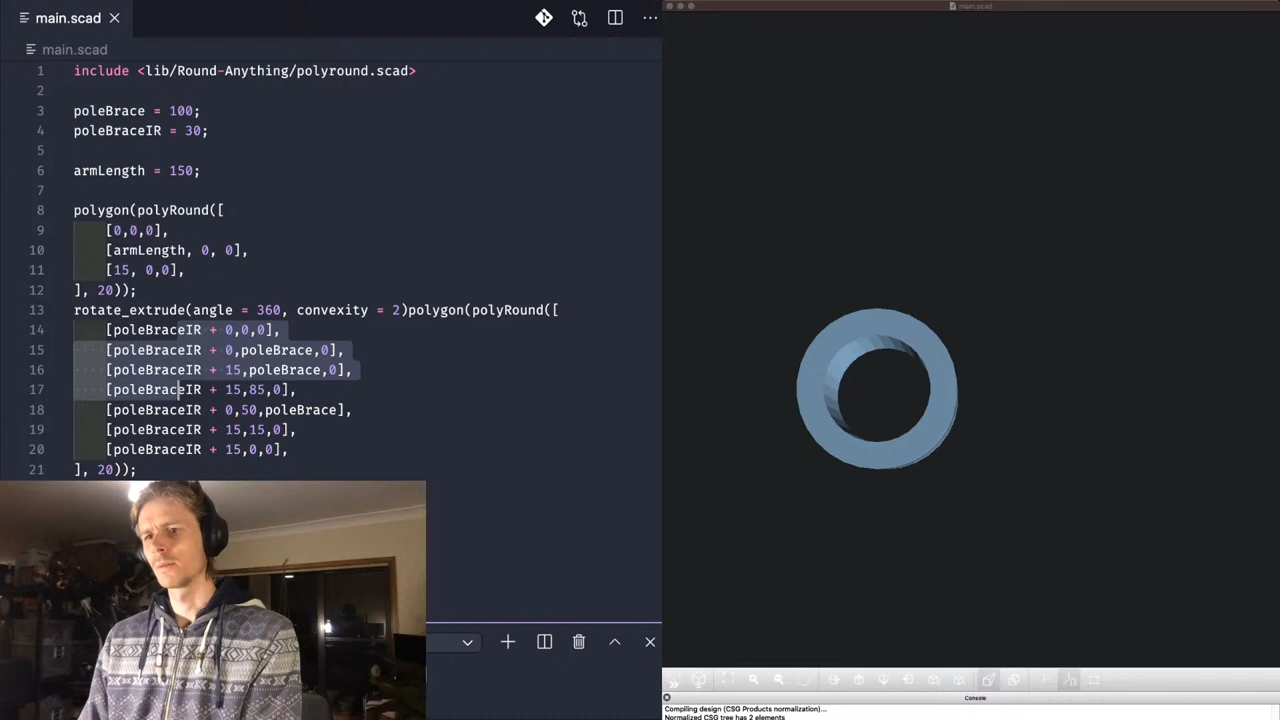 main.scad
main.scad
main.scad
1 include <lib/Round-Anything/polyround.scad>
2
3 poleBrace = 100;
4 poleBraceIR = 30;
5
6 armLength = 150;
7
8 polygon(polyRound([
9 [0,0,0],
10 [armLength, 0, 0],
11 [15, 0,0],
12 ], 20));
13 rotate_extrude(angle = 360, convexity = 2)polygon(polyRound([
14 [poleBraceIR + 0,0,0],
15 [poleBraceIR + 0,poleBrace,0],
16 [poleBraceIR + 15,poleBrace,0],
17 [poleBraceIR + 15,85,0],
18 [poleBraceIR + 0,50,poleBrace],
19 [poleBraceIR + 15,15,0],
20 [poleBraceIR + 15,0,0],
21 ], 20));
Console
Compiling design (CSG Products normalization)...
Normalized CSG tree has 2 elements